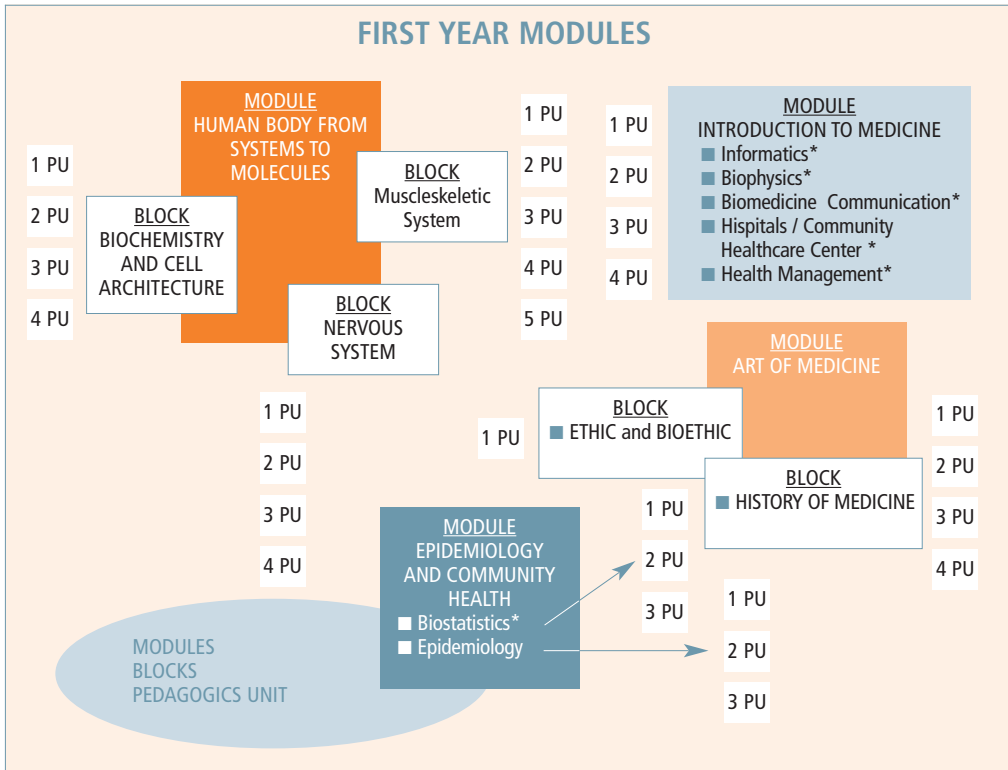 FIRST YEAR MODULES
MODULE
HUMAN BODY FROM
SYSTEMS TO
MOLECULES
1 PU
2 PU
3 PU
4 PU
BLOCK
BIOCHEMISTRY
AND CELL
ARCHITECTURE
BLOCK
Muscleskeletic
System
1 PU
2 PU
3 PU
4 PU
5 PU
BLOCK
NERVOUS
SYSTEM
1 PU
2 PU
3 PU
4 PU
1 PU
2 PU
3 PU
4 PU
MODULE
INTRODUCTION TO MEDICINE
Informatics*
Biophysics*
Biomedicine Communication*
Hispitals / Community
Healthcare Center *
Health Management*
MODULE
ART OF MEDICINE
1 PU
BLOCK
ETHIC and BIOETHIC
BLOCK
HISTORY OF MEDICINE
1 PU
2 PU
3 PU
4 PU
MODULE
EPIDEMIOLOGY
AND COMMUNITY
HEALTH
Biostatistics*
Epidemiology
1 PU
2 PU
3 PU
1 PU
2 PU
3 PU
MODULES
BLOCKS
PEDAGOGICS UNIT